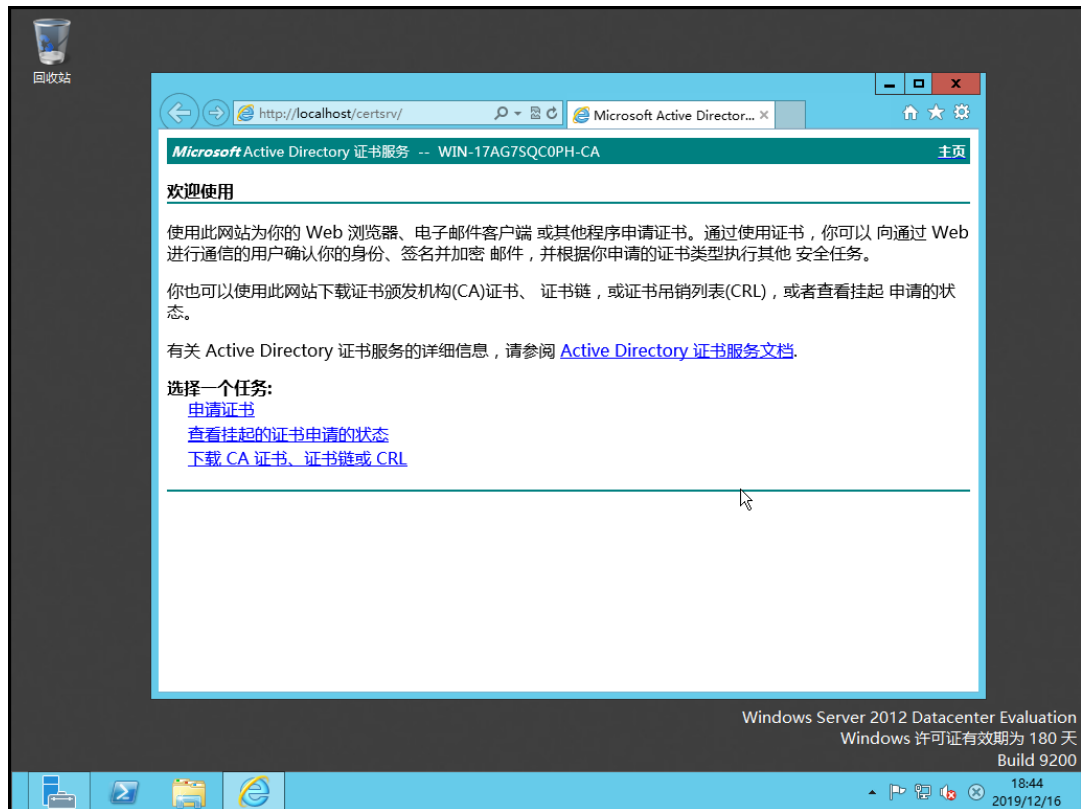 回收站
http://localhost/certsrv/
Microsoft Active Director...
Microsoft Active Directory 证书服务 -- WIN-17AG7SQC0PH-CA 主页
欢迎使用
使用此网站为你的 Web 浏览器、电子邮件客户端 或其他程序申请证书。通过使用证书，你可以 向通过 Web
进行通信的用户确认你的身份、签名并加密 邮件，并根据你申请的证书类型执行其他 安全任务。
你也可以使用此网站下载证书颁发机构(CA)证书、 证书链，或证书吊销列表(CRL)，或者查看挂起 申请的状
态。
有关 Active Directory 证书服务的详细信息，请参阅 Active Directory 证书服务文档.
选择一个任务:
申请证书
查看挂起的证书申请的状态
下载 CA 证书、证书链或 CRL
Windows Server 2012 Datacenter Evaluation
Windows 许可证有效期为 180 天
Build 9200
18:44
2019/12/16